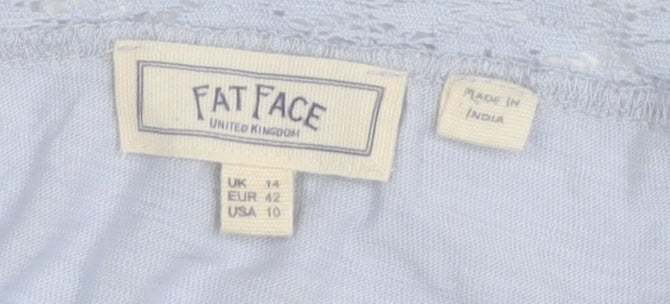 FAT FACE
UNITED KINGDOM
UK 14
EUR 42
USA 10
MADE IN
INDIA